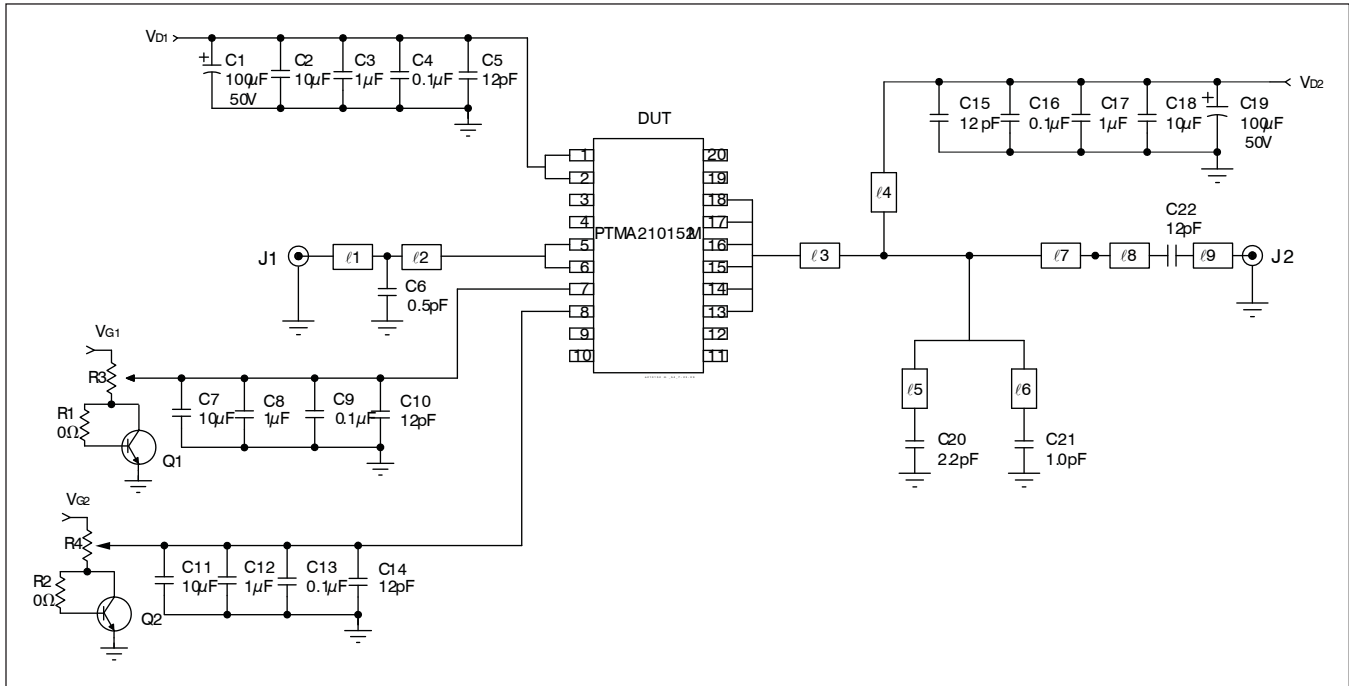 VD1
+
C1
100µF
50V
C2
10µF
C3
1µF
C4
0.1µF
C5
12pF
DUT
1
2
3
4
5
6
7
8
9
10
20
19
18
17
16
15
14
13
12
11
PTMA210152M
VD2
C15
12pF
C16
0.1µF
C17
1µF
C18
10µF
+
C19
100µF
50V
ℓ4
J1
ℓ1
ℓ2
C6
0.5pF
ℓ3
ℓ7
ℓ8
C22
12pF
ℓ9
J2
ℓ5
C20
2.2pF
ℓ6
C21
1.0pF
VG1
R3
R1
0Ω
Q1
C7
10µF
C8
1µF
C9
0.1µF
C10
12pF
VG2
R4
R2
0Ω
Q2
C11
10µF
C12
1µF
C13
0.1µF
C14
12pF